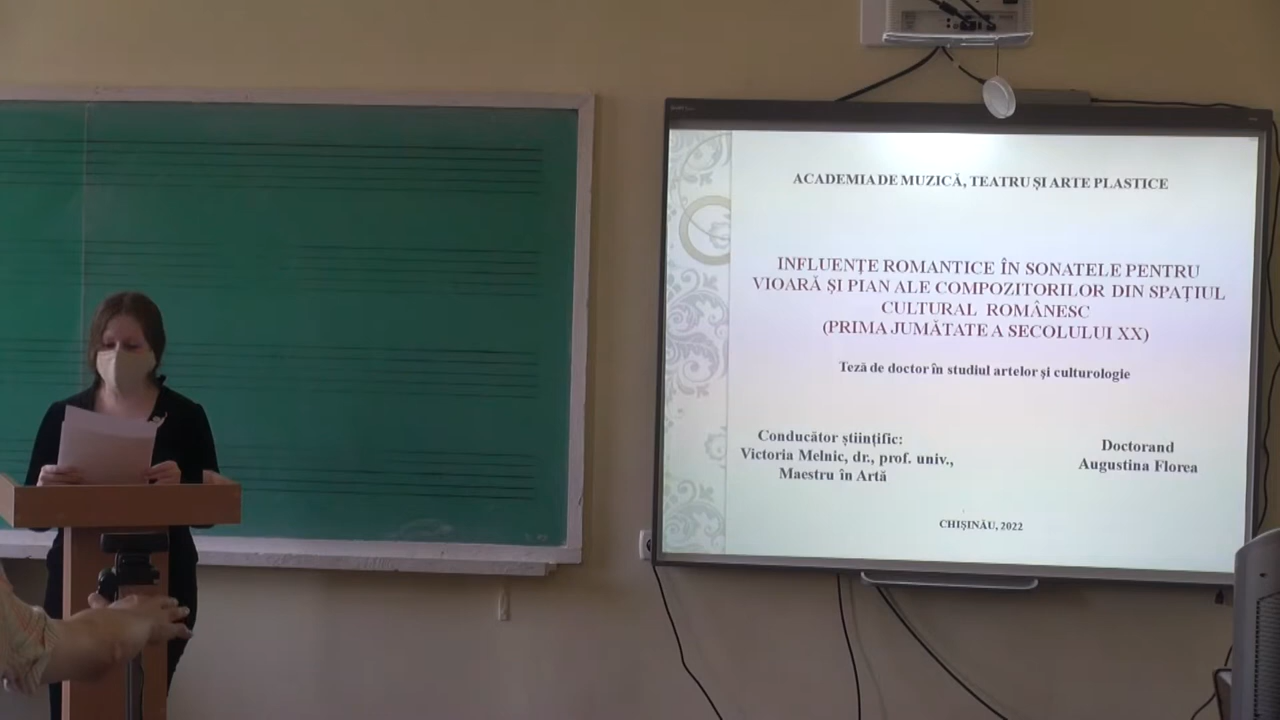 ACADEMIA DE MUZICĂ, TEATRU ȘI ARTE PLASTICE
INFLUENȚE ROMANTICE ÎN SONATELE PENTRU
VIOARĂ ȘI PIAN ALE COMPOZITORILOR DIN SPAȚIUL
CULTURAL ROMÂNESC
(PRIMA JUMĂTATE A SECOLULUI XX)
Teză de doctor în studiul artelor și culturologie
Conducător științific:
Victoria Melnic, dr., prof. univ.,
Maestru în Artă
Doctorand
Augustina Florea
CHIȘINĂU, 2022